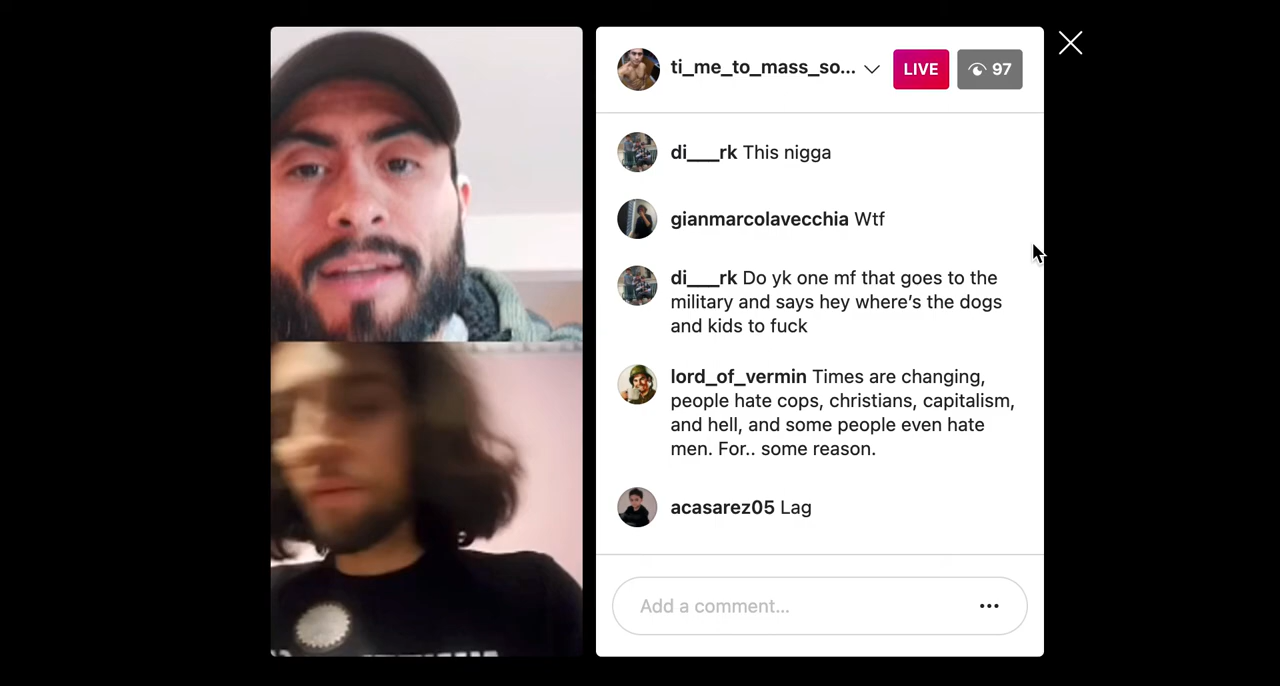 ti_me_to_mass_so... LIVE 97
di___rk This nigga
gianmarcolavecchia Wtf
di___rk Do yk one mf that goes to the
military and says hey where’s the dogs
and kids to fuck
lord_of_vermin Times are changing,
people hate cops, christians, capitalism,
and hell, and some people even hate
men. For.. some reason.
acasarez05 Lag
Add a comment...